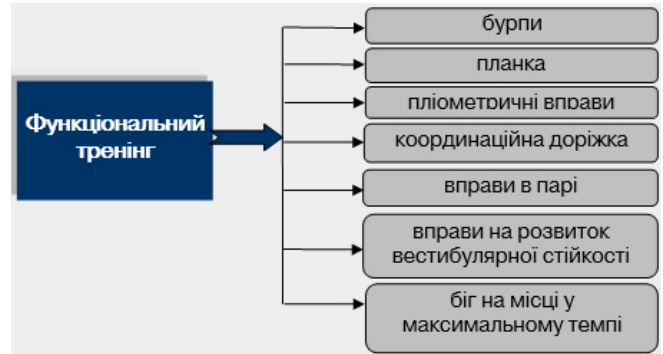 Функціональний
тренінг
бурпи
планка
пліометричні вправи
координаційна доріжка
вправи в парі
вправи на розвиток
вестибулярної стійкості
біг на місці у
максимальному темпі